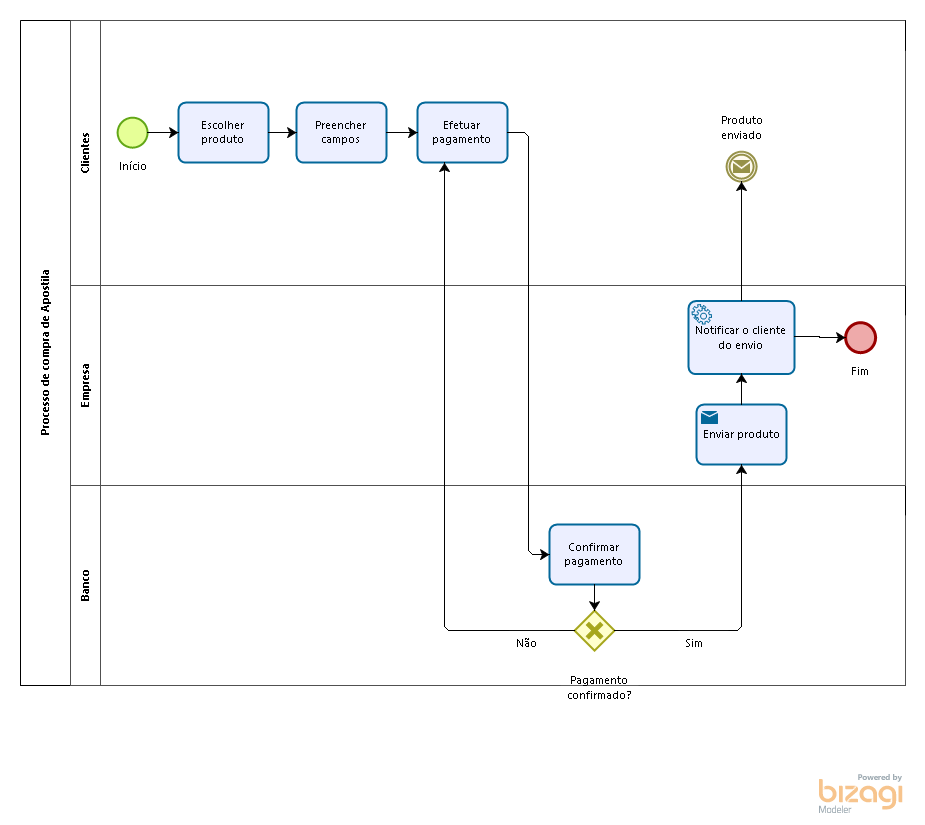 Processo de compra de Apostila
Clientes
Início
Escolher
produto
Preencher
campos
Efetuar
pagamento
Produto
enviado
Empresa
Notificar o cliente
do envio
Fim
Enviar produto
Banco
Confirmar
pagamento
Não
Sim
Pagamento
confirmado?
Powered by
bizagi
Modeler